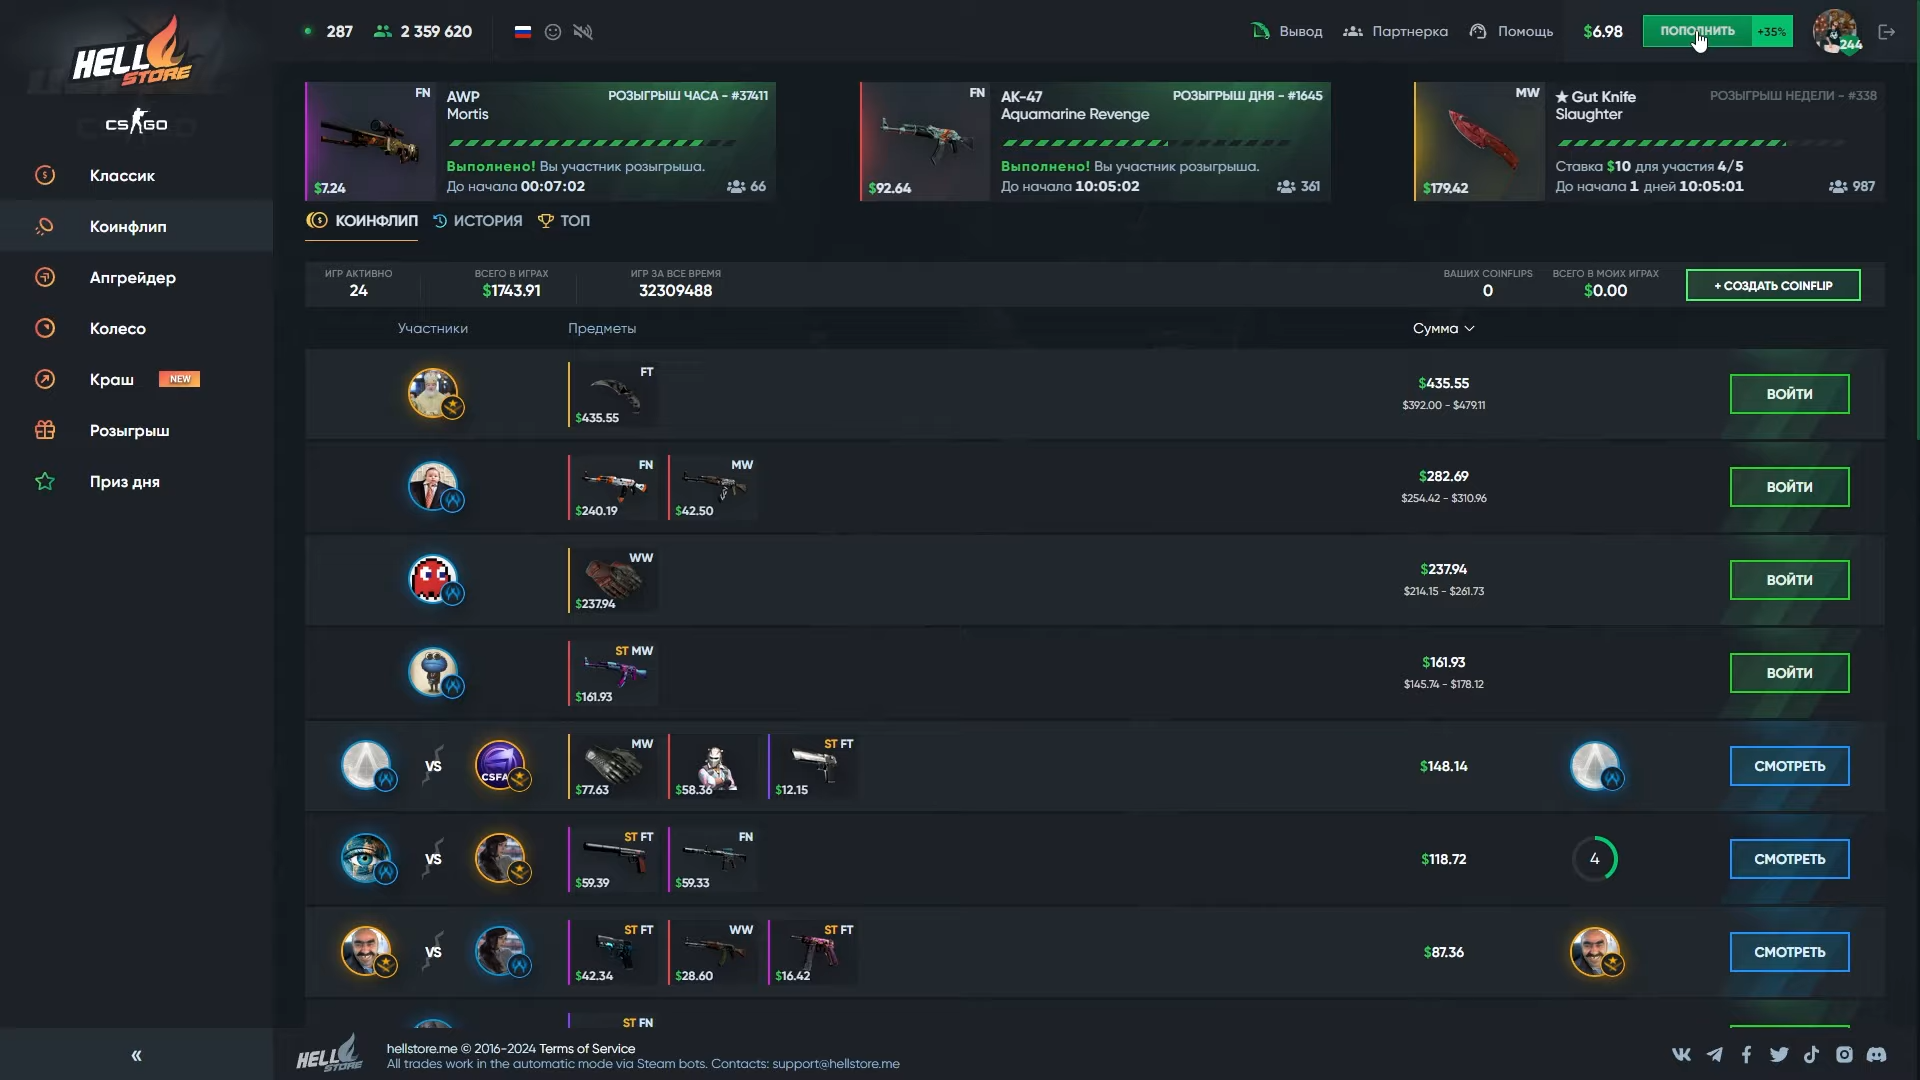 HELL STORE
CS GO
Классик
Коинфлип
Апгрейдер
Колесо
Краш NEW
Розыгрыш
Приз дня
«
287 2 359 620
Вывод Партнерка Помощь $6.98 ПОПОЛНИТЬ +35% 244
FN AWP РОЗЫГРЫШ ЧАСА - #37411
Mortis
Выполнено! Вы участник розыгрыша.
$7.24 До начала 00:07:02 66
FN AK-47 РОЗЫГРЫШ ДНЯ - #1645
Aquamarine Revenge
Выполнено! Вы участник розыгрыша.
$92.64 До начала 10:05:02 361
MW ★ Gut Knife РОЗЫГРЫШ НЕДЕЛИ - #338
Slaughter
Ставка $10 для участия 4/5
$179.42 До начала 1 дней 10:05:01 987
КОИНФЛИП ИСТОРИЯ ТОП
ИГР АКТИВНО ВСЕГО В ИГРАХ ИГР ЗА ВСЕ ВРЕМЯ ВАШИХ COINFLIPS ВСЕГО В МОИХ ИГРАХ
24 $1743.91 32309488 0 $0.00 + СОЗДАТЬ COINFLIP
Участники Предметы Сумма
FT
$435.55
$435.55
$392.00 - $479.11
ВОЙТИ
FN MW
$240.19 $42.50
$282.69
$254.42 - $310.96
ВОЙТИ
WW
$237.94
$237.94
$214.15 - $261.73
ВОЙТИ
ST MW
$161.93
$161.93
$145.74 - $178.12
ВОЙТИ
VS CSFA MW ST FT
$77.63 $58.36 $12.15
$148.14
СМОТРЕТЬ
VS ST FT FN
$59.39 $59.33
$118.72 4
СМОТРЕТЬ
VS ST FT WW ST FT
$42.34 $28.60 $16.42
$87.36
СМОТРЕТЬ
ST FN
HELL STORE
hellstore.me © 2016-2024 Terms of Service
All trades work in the automatic mode via Steam bots. Contacts: support@hellstore.me